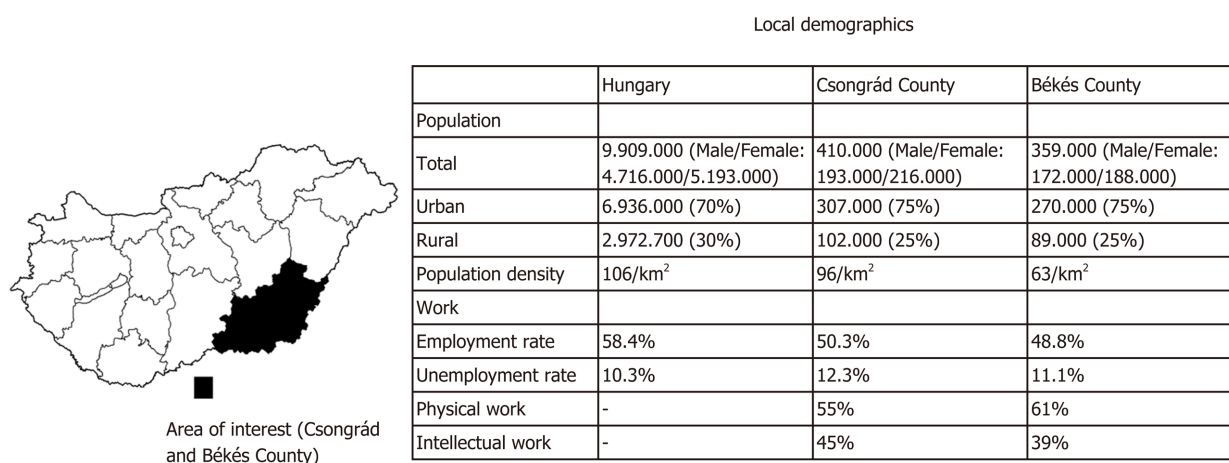 Local demographics
Hungary Csongrád County Békés County
Population
Total 9.909.000 (Male/Female: 4.716.000/5.193.000) 410.000 (Male/Female: 193.000/216.000) 359.000 (Male/Female: 172.000/188.000)
Urban 6.936.000 (70%) 307.000 (75%) 270.000 (75%)
Rural 2.972.700 (30%) 102.000 (25%) 89.000 (25%)
Population density 106/km² 96/km² 63/km²
Work
Employment rate 58.4% 50.3% 48.8%
Unemployment rate 10.3% 12.3% 11.1%
Physical work - 55% 61%
Intellectual work - 45% 39%
Area of interest (Csongrád
and Békés County)